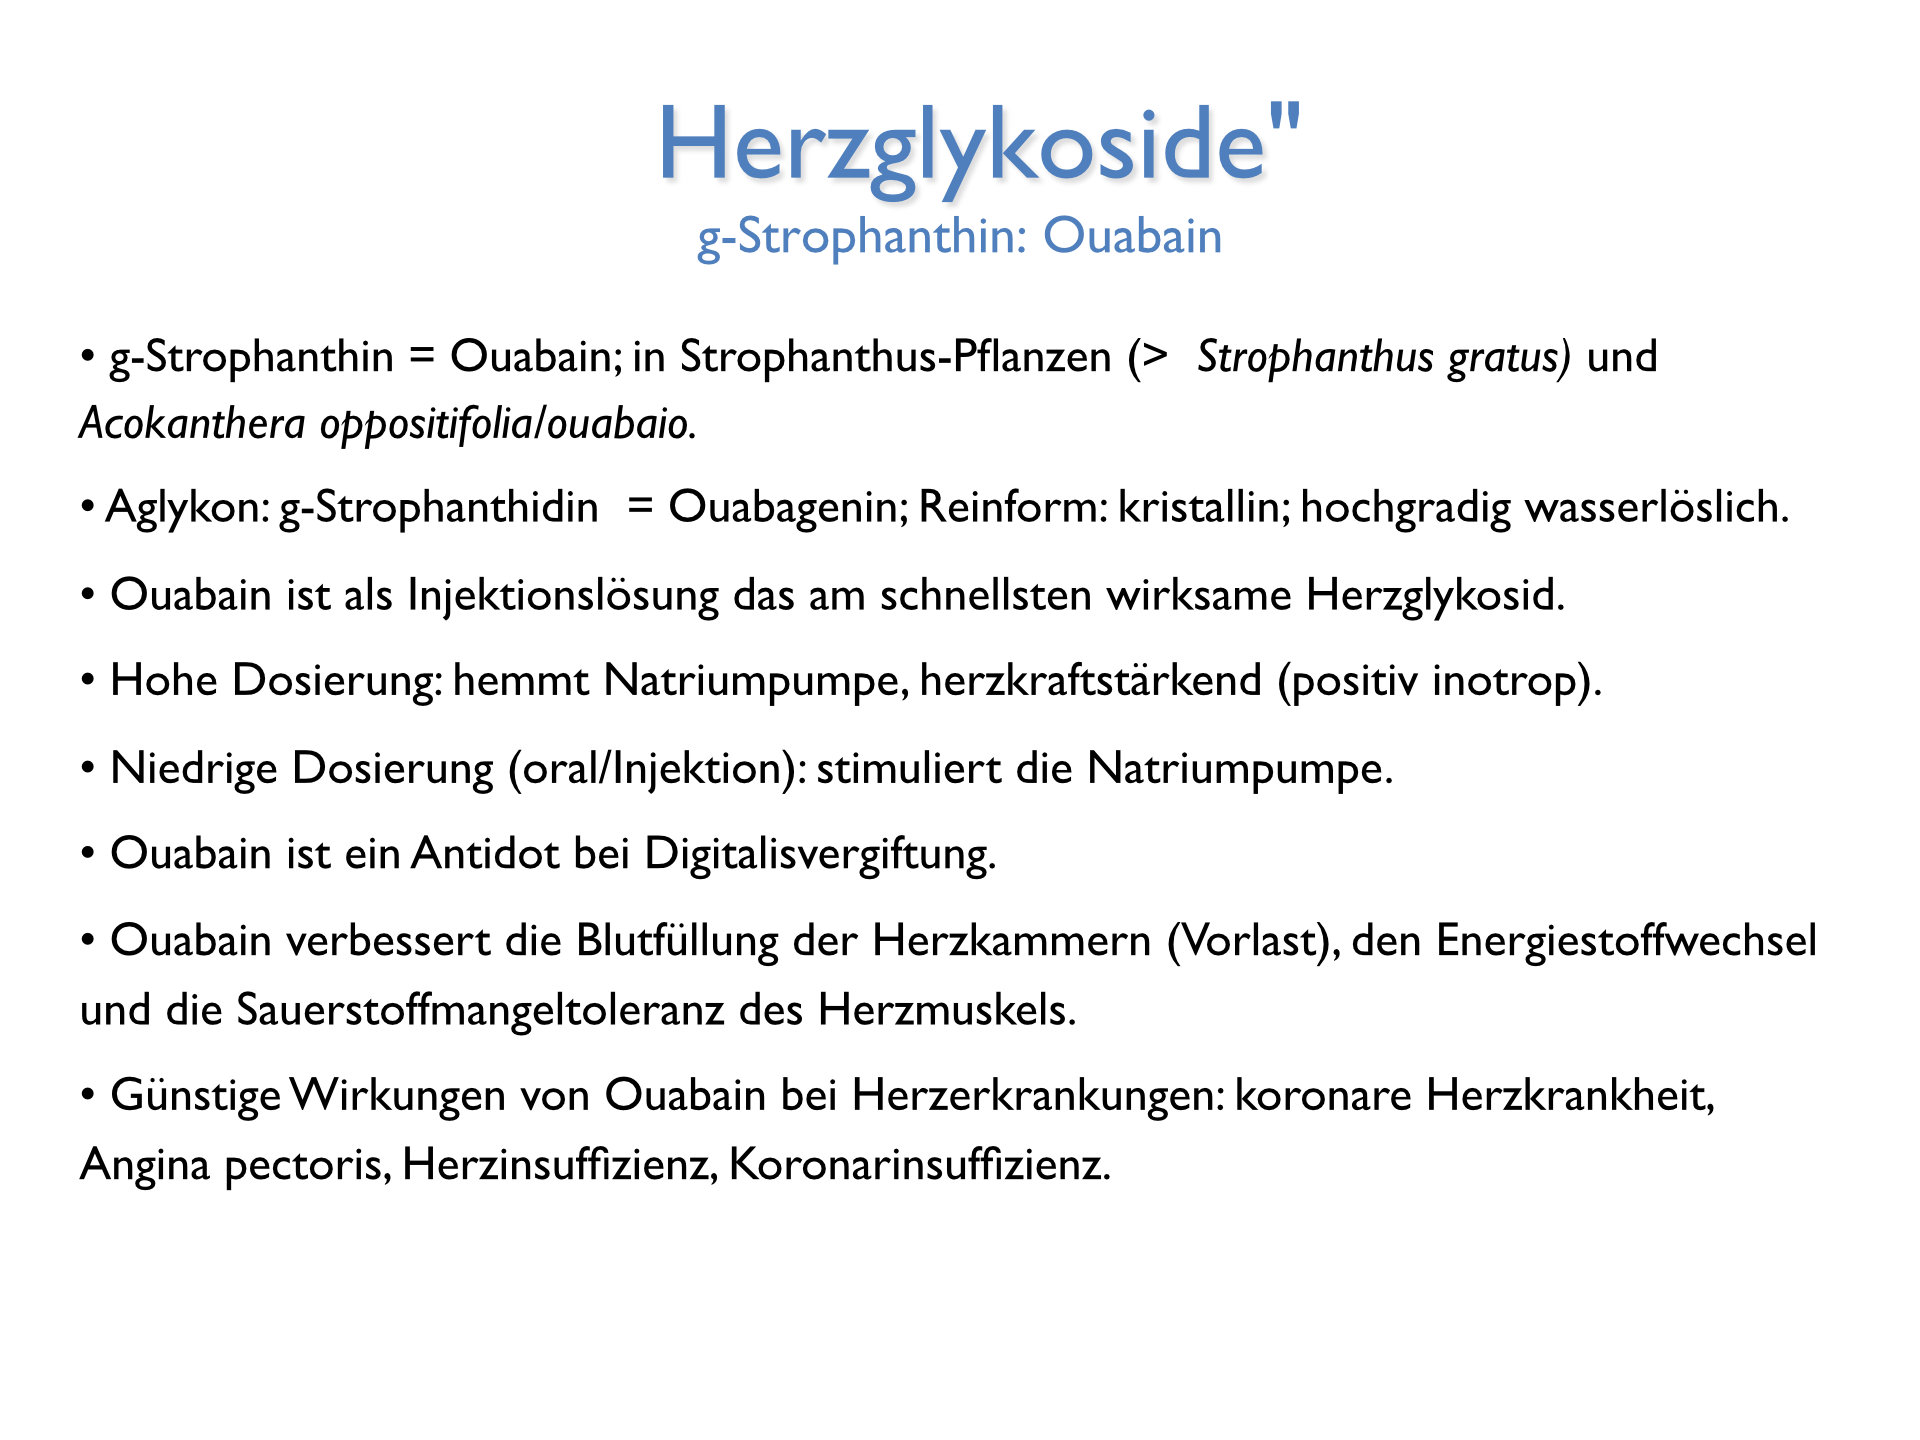 Herzglykoside"
g-Strophanthin: Ouabain
• g-Strophanthin = Ouabain; in Strophanthus-Pflanzen (> Strophanthus gratus) und
Acokanthera oppositifolia/ouabaio.
• Aglykon: g-Strophanthidin = Ouabagenin; Reinform: kristallin; hochgradig wasserlöslich.
• Ouabain ist als Injektionslösung das am schnellsten wirksame Herzglykosid.
• Hohe Dosierung: hemmt Natriumpumpe, herzkraftstärkend (positiv inotrop).
• Niedrige Dosierung (oral/Injektion): stimuliert die Natriumpumpe.
• Ouabain ist ein Antidot bei Digitalisvergiftung.
• Ouabain verbessert die Blutfüllung der Herzkammern (Vorlast), den Energiestoffwechsel
und die Sauerstoffmangeltoleranz des Herzmuskels.
• Günstige Wirkungen von Ouabain bei Herzerkrankungen: koronare Herzkrankheit,
Angina pectoris, Herzinsuffizienz, Koronarinsuffizienz.